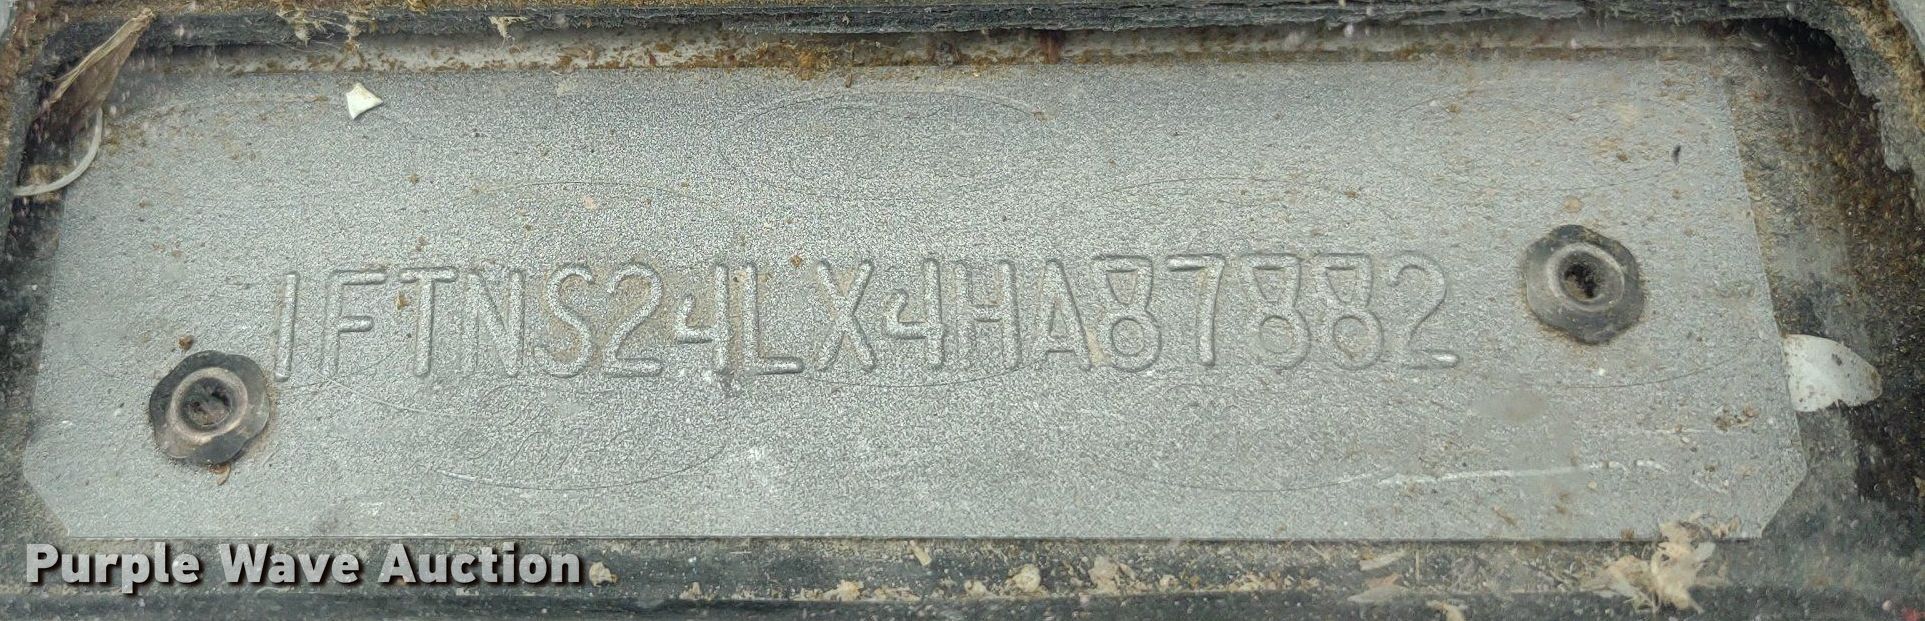 1FTNS24LX4HA87882
Purple Wave Auction